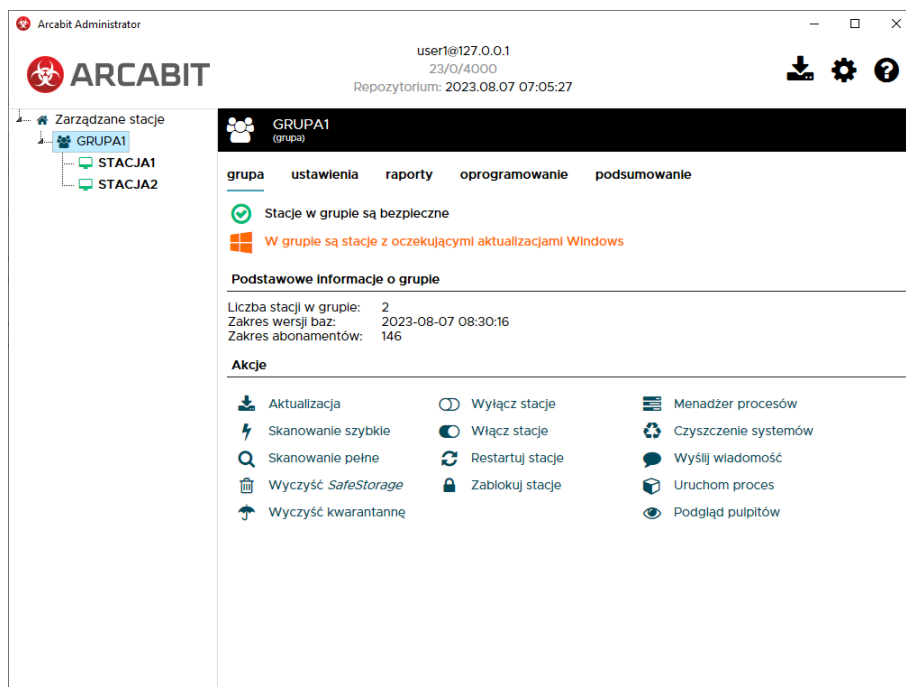 Arcabit Administrator
ARCABIT
user1@127.0.0.1
23/0/4000
Repozytorium: 2023.08.07 07:05:27
Zarządzane stacje
GRUPA1
STACJA1
STACJA2
GRUPA1
(grupa)
grupa ustawienia raporty oprogramowanie podsumowanie
Stacje w grupie są bezpieczne
W grupie są stacje z oczekującymi aktualizacjami Windows
Podstawowe informacje o grupie
Liczba stacji w grupie: 2
Zakres wersji baz: 2023-08-07 08:30:16
Zakres abonamentów: 146
Akcje
Aktualizacja Wyłącz stacje Menadżer procesów
Skanowanie szybkie Włącz stacje Czyszczenie systemów
Skanowanie pełne Restartuj stacje Wyślij wiadomość
Wyczyść SafeStorage Zablokuj stacje Uruchom proces
Wyczyść kwarantannę Podgląd pulpitów